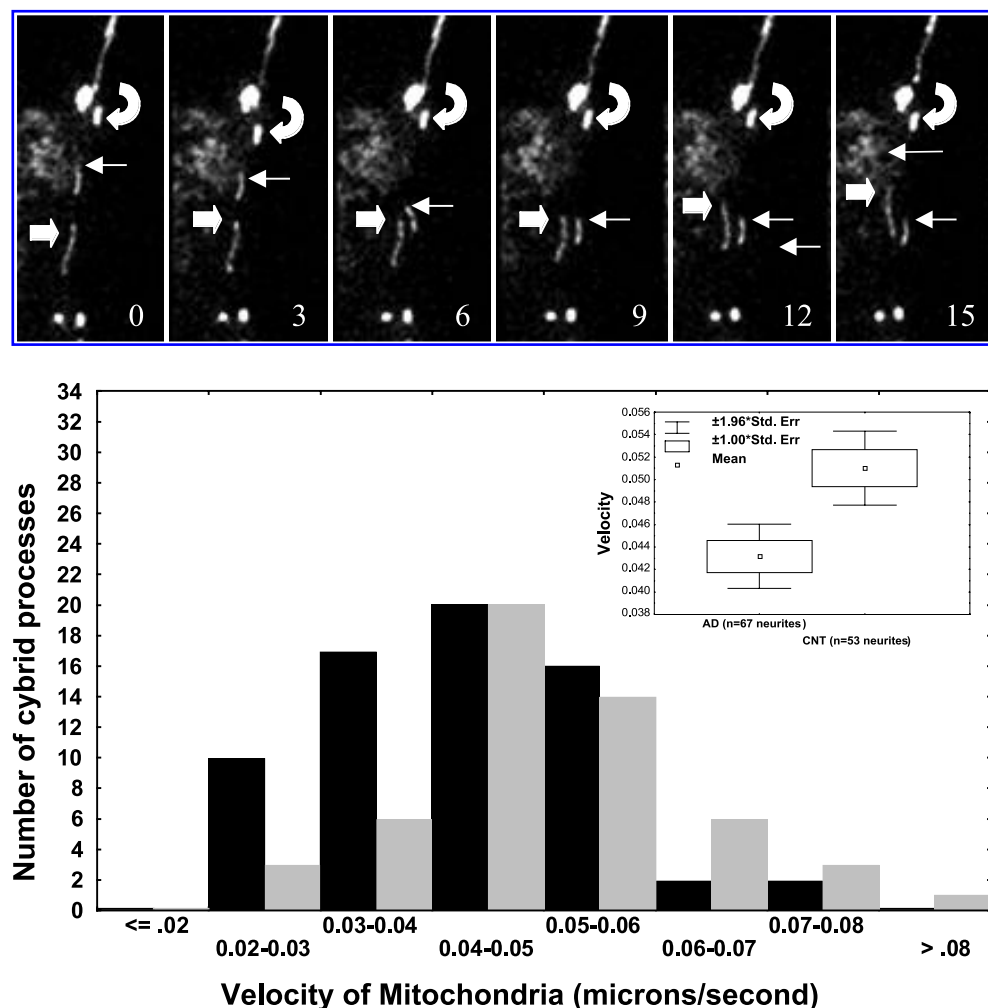 0 3 6 9 12 15
34
32
30
28
26
24
22
20
18
16
14
12
10
8
6
4
2
0
Number of cybrid processes
0.056
0.054
0.052
0.050
0.048
0.046
0.044
0.042
0.040
0.038
Velocity
±1.96*Std. Err
±1.00*Std. Err
Mean
AD (n=67 neurites)
CNT (n=53 neurites)
<= .02 0.03-0.04 0.05-0.06 0.07-0.08
0.02-0.03 0.04-0.05 0.06-0.07 > .08
Velocity of Mitochondria (microns/second)